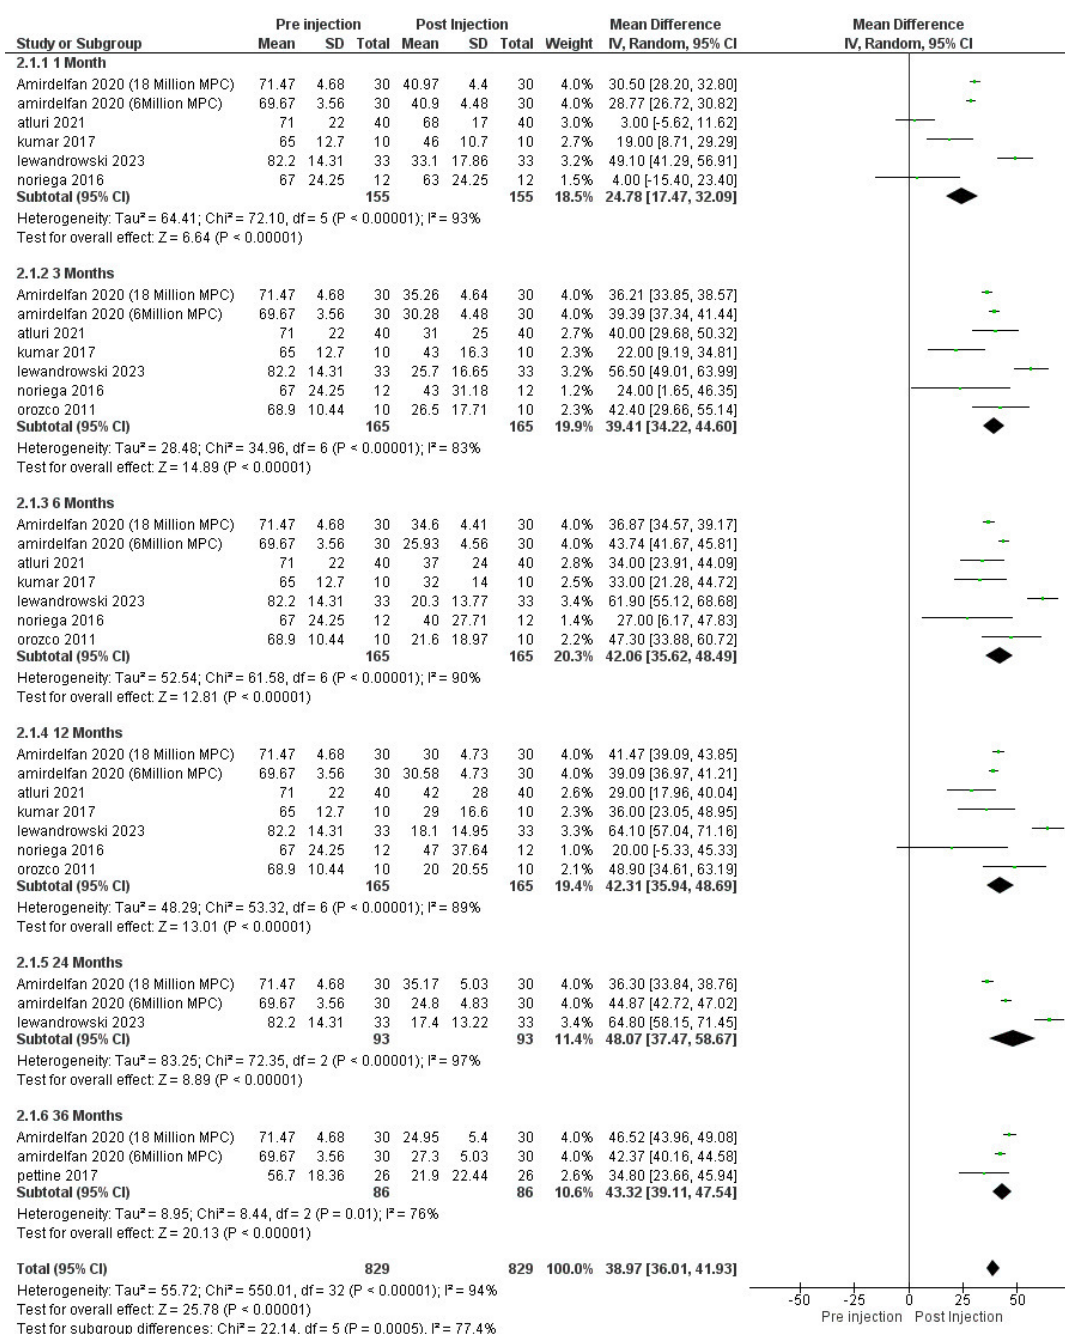 Pre injection Post Injection Mean Difference Mean Difference
Study or Subgroup Mean SD Total Mean SD Total Weight IV, Random, 95% CI IV, Random, 95% CI
2.1.1 1 Month
Amirdelfan 2020 (18 Million MPC) 71.47 4.68 30 40.97 4.4 30 4.0% 30.50 [28.20, 32.80]
amirdelfan 2020 (6Million MPC) 69.67 3.56 30 40.9 4.48 30 4.0% 28.77 [26.72, 30.82]
atluri 2021 71 22 40 68 17 40 3.0% 3.00 [-5.62, 11.62]
kumar 2017 65 12.7 10 46 10.7 10 2.7% 19.00 [8.71, 29.29]
lewandrowski 2023 82.2 14.31 33 33.1 17.86 33 3.2% 49.10 [41.29, 56.91]
noriega 2016 67 24.25 12 63 24.25 12 1.5% 4.00 [-15.40, 23.40]
Subtotal (95% CI) 155 155 18.5% 24.78 [17.47, 32.09]
Heterogeneity: Tau² = 64.41; Chi² = 72.10, df = 5 (P < 0.00001); I² = 93%
Test for overall effect: Z = 6.64 (P < 0.00001)
2.1.2 3 Months
Amirdelfan 2020 (18 Million MPC) 71.47 4.68 30 35.26 4.64 30 4.0% 36.21 [33.85, 38.57]
amirdelfan 2020 (6Million MPC) 69.67 3.56 30 30.28 4.48 30 4.0% 39.39 [37.34, 41.44]
atluri 2021 71 22 40 31 25 40 2.7% 40.00 [29.68, 50.32]
kumar 2017 65 12.7 10 43 16.3 10 2.3% 22.00 [9.19, 34.81]
lewandrowski 2023 82.2 14.31 33 25.7 16.65 33 3.3% 56.50 [49.01, 63.99]
noriega 2016 67 24.25 12 43 31.18 12 1.2% 24.00 [1.65, 46.35]
orozco 2011 68.9 10.44 10 26.5 17.71 10 2.3% 42.40 [29.66, 55.14]
Subtotal (95% CI) 165 165 19.9% 39.41 [34.22, 44.60]
Heterogeneity: Tau² = 28.48; Chi² = 34.96, df = 6 (P < 0.00001); I² = 83%
Test for overall effect: Z = 14.89 (P < 0.00001)
2.1.3 6 Months
Amirdelfan 2020 (18 Million MPC) 71.47 4.68 30 34.6 4.41 30 4.0% 36.87 [34.57, 39.17]
amirdelfan 2020 (6Million MPC) 69.67 3.56 30 25.93 4.56 30 4.0% 43.74 [41.67, 45.81]
atluri 2021 71 22 40 37 24 40 2.8% 34.00 [23.91, 44.09]
kumar 2017 65 12.7 10 32 14 10 2.5% 33.00 [21.28, 44.72]
lewandrowski 2023 82.2 14.31 33 20.3 13.77 33 3.4% 61.90 [55.12, 68.68]
noriega 2016 67 24.25 12 40 27.71 12 1.4% 27.00 [6.17, 47.83]
orozco 2011 68.9 10.44 10 21.6 18.97 10 2.2% 47.30 [33.88, 60.72]
Subtotal (95% CI) 165 165 20.3% 42.06 [35.62, 48.49]
Heterogeneity: Tau² = 52.54; Chi² = 61.58, df = 6 (P < 0.00001); I² = 90%
Test for overall effect: Z = 12.81 (P < 0.00001)
2.1.4 12 Months
Amirdelfan 2020 (18 Million MPC) 71.47 4.68 30 30 4.73 30 4.0% 41.47 [39.09, 43.85]
amirdelfan 2020 (6Million MPC) 69.67 3.56 30 30.58 4.73 30 4.0% 39.09 [36.97, 41.21]
atluri 2021 71 22 40 42 28 40 2.6% 29.00 [17.96, 40.04]
kumar 2017 65 12.7 10 29 16.6 10 2.3% 36.00 [23.05, 48.95]
lewandrowski 2023 82.2 14.31 33 18.1 14.95 33 3.3% 64.10 [57.04, 71.16]
noriega 2016 67 24.25 12 47 37.64 12 1.0% 20.00 [-5.33, 45.33]
orozco 2011 68.9 10.44 10 20 20.55 10 2.1% 48.90 [34.61, 63.19]
Subtotal (95% CI) 165 165 19.4% 42.31 [35.94, 48.69]
Heterogeneity: Tau² = 48.29; Chi² = 53.32, df = 6 (P < 0.00001); I² = 89%
Test for overall effect: Z = 13.01 (P < 0.00001)
2.1.5 24 Months
Amirdelfan 2020 (18 Million MPC) 71.47 4.68 30 35.17 5.03 30 4.0% 36.30 [33.84, 38.76]
amirdelfan 2020 (6Million MPC) 69.67 3.56 30 24.8 4.83 30 4.0% 44.87 [42.72, 47.02]
lewandrowski 2023 82.2 14.31 33 17.4 13.22 33 3.4% 64.80 [58.15, 71.45]
Subtotal (95% CI) 93 93 11.4% 48.07 [37.47, 58.67]
Heterogeneity: Tau² = 83.25; Chi² = 72.35, df = 2 (P < 0.00001); I² = 97%
Test for overall effect: Z = 8.89 (P < 0.00001)
2.1.6 36 Months
Amirdelfan 2020 (18 Million MPC) 71.47 4.68 30 24.95 5.4 30 4.0% 46.52 [43.96, 49.08]
amirdelfan 2020 (6Million MPC) 69.67 3.56 30 27.3 5.03 30 4.0% 42.37 [40.16, 44.58]
pettine 2017 56.7 18.36 26 21.9 22.44 26 2.6% 34.80 [23.66, 45.94]
Subtotal (95% CI) 86 86 10.6% 43.32 [39.11, 47.54]
Heterogeneity: Tau² = 8.95; Chi² = 8.44, df = 2 (P = 0.01); I² = 76%
Test for overall effect: Z = 20.13 (P < 0.00001)
Total (95% CI) 829 829 100.0% 38.97 [36.01, 41.93]
Heterogeneity: Tau² = 55.72; Chi² = 550.01, df = 32 (P < 0.00001); I² = 94%
Test for overall effect: Z = 25.78 (P < 0.00001)
Test for subgroup differences: Chi² = 22.14, df = 5 (P = 0.0005), I² = 77.4%
-50 -25 0 25 50
Pre injection Post Injection